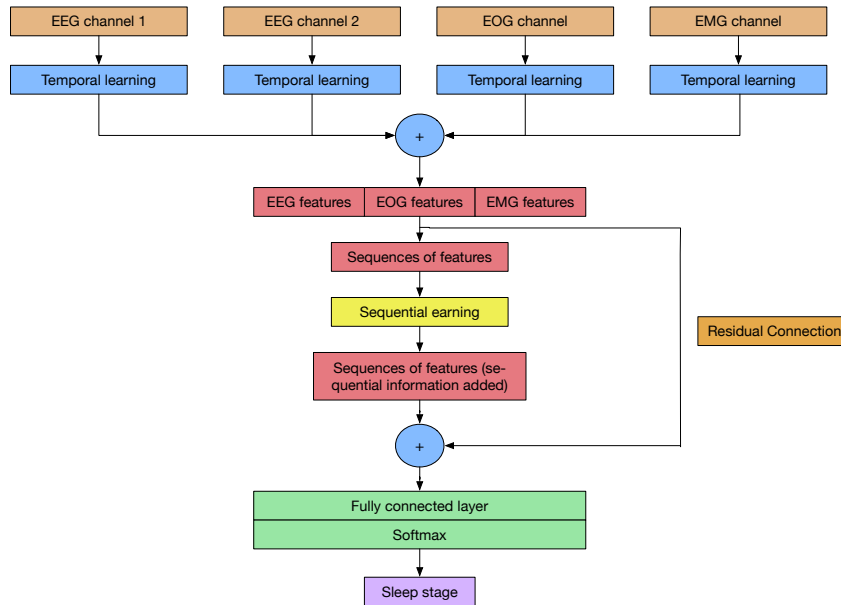 EEG channel 1
EEG channel 2
EOG channel
EMG channel
Temporal learning
Temporal learning
Temporal learning
Temporal learning
+
EEG features
EOG features
EMG features
Sequences of features
Sequential earning
Residual Connection
Sequences of features (se-
quential information added)
+
Fully connected layer
Softmax
Sleep stage